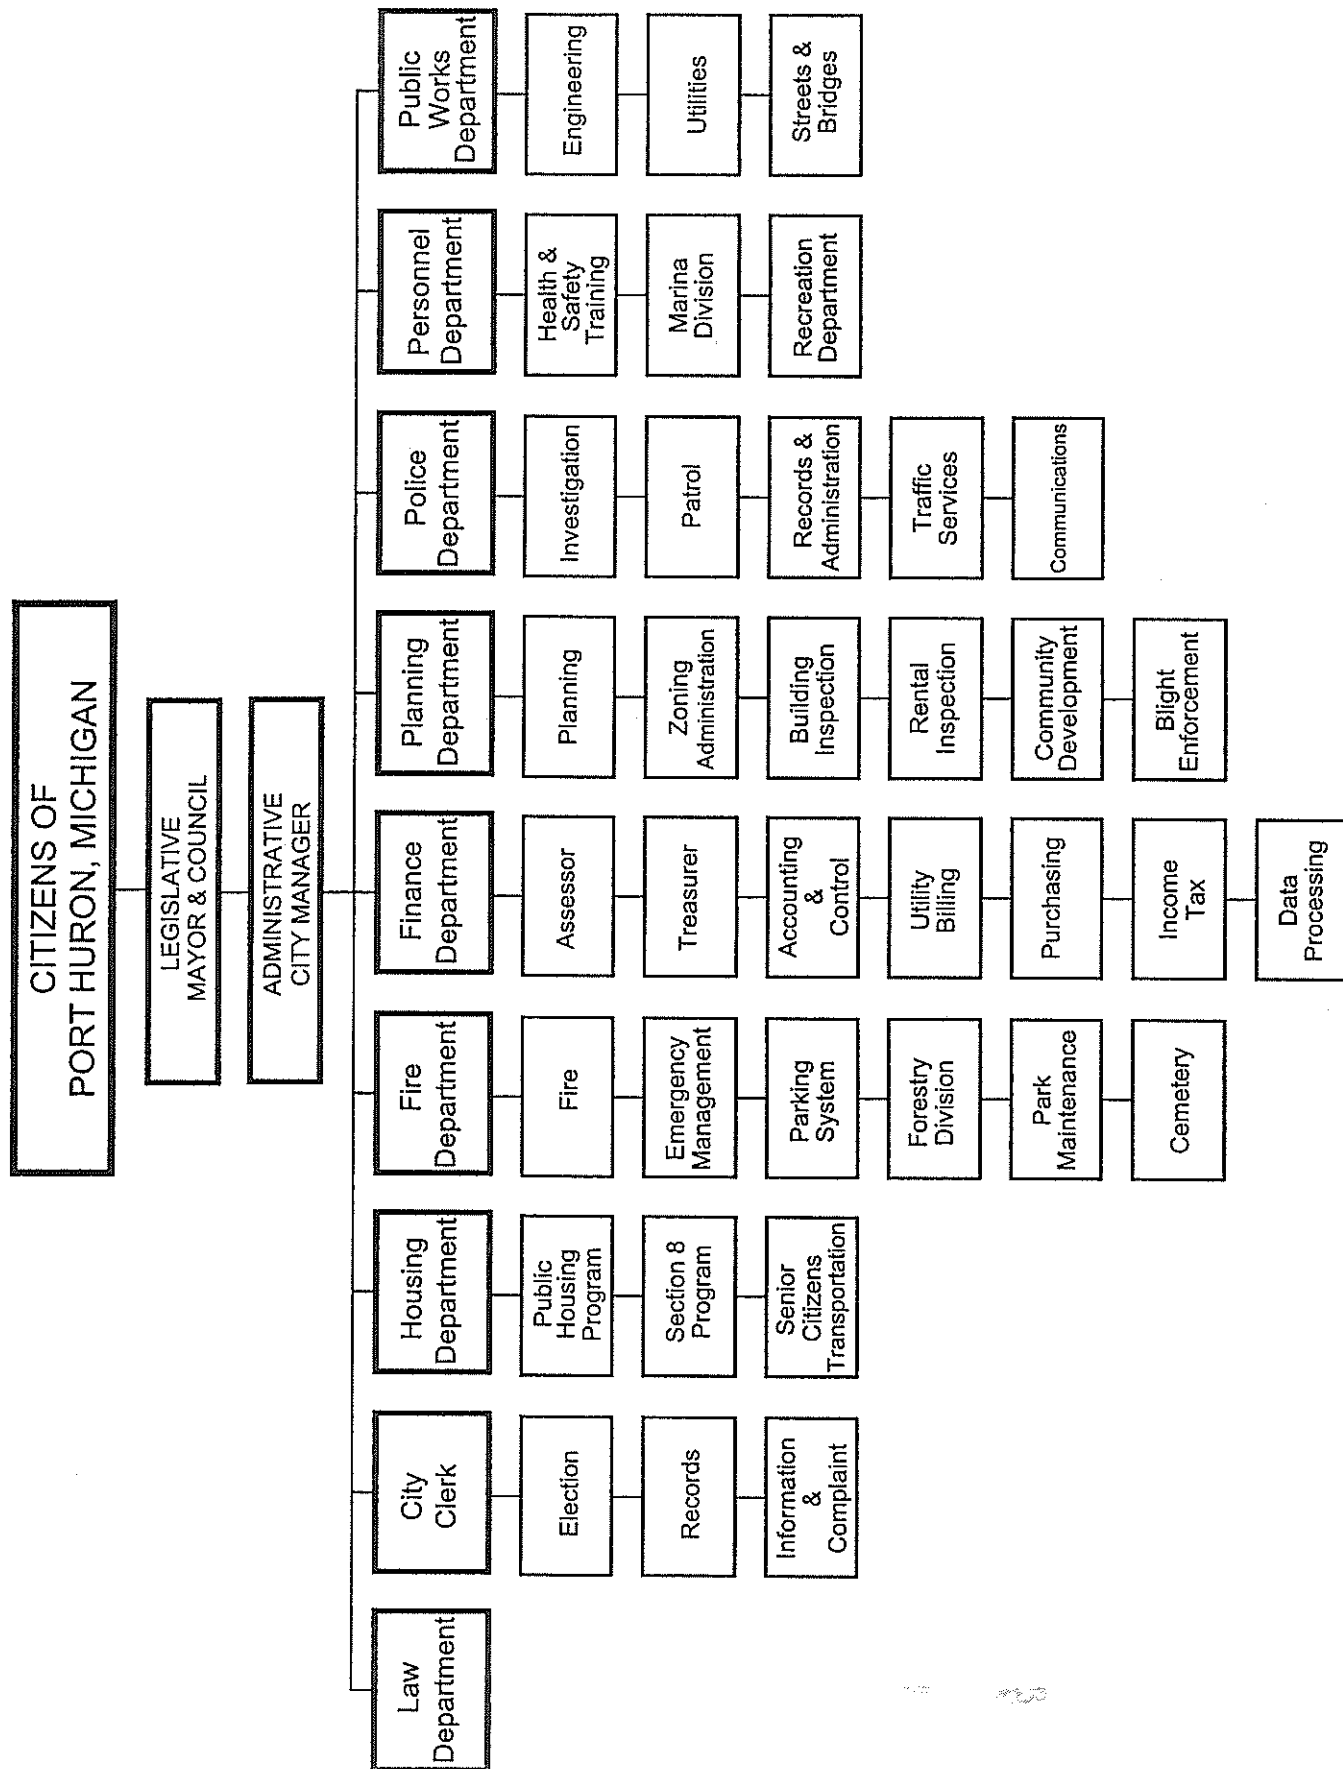 CITIZENS OF
PORT HURON, MICHIGAN
LEGISLATIVE
MAYOR & COUNCIL
ADMINISTRATIVE
CITY MANAGER
Law
Department
City
Clerk
Election
Records
Information
&
Complaint
Housing
Department
Public
Housing
Program
Section 8
Program
Senior
Citizens
Transportation
Fire
Department
Fire
Emergency
Management
Parking
System
Forestry
Division
Park
Maintenance
Cemetery
Finance
Department
Assessor
Treasurer
Accounting
&
Control
Utility
Billing
Purchasing
Income
Tax
Data
Processing
Planning
Department
Planning
Zoning
Administration
Building
Inspection
Rental
Inspection
Community
Development
Blight
Enforcement
Police
Department
Investigation
Patrol
Records &
Administration
Traffic
Services
Communications
Personnel
Department
Health &
Safety
Training
Marina
Division
Recreation
Department
Public
Works
Department
Engineering
Utilities
Streets &
Bridges